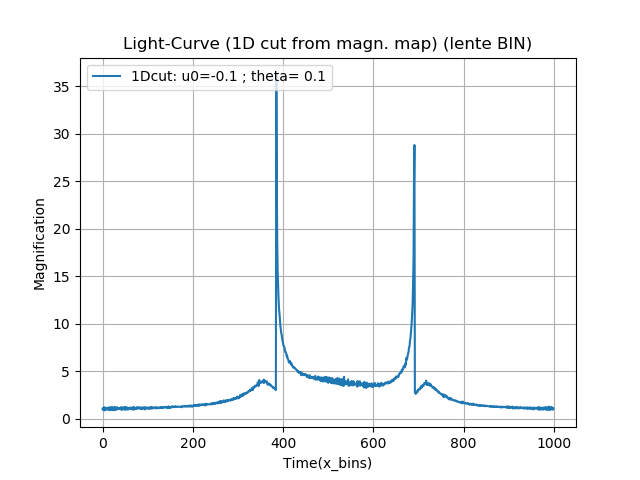 Light-Curve (1D cut from magn. map) (lente BIN)
1Dcut: u0=-0.1 ; theta= 0.1
35
30
25
20
15
10
5
0
Magnification
0 200 400 600 800 1000
Time(x_bins)